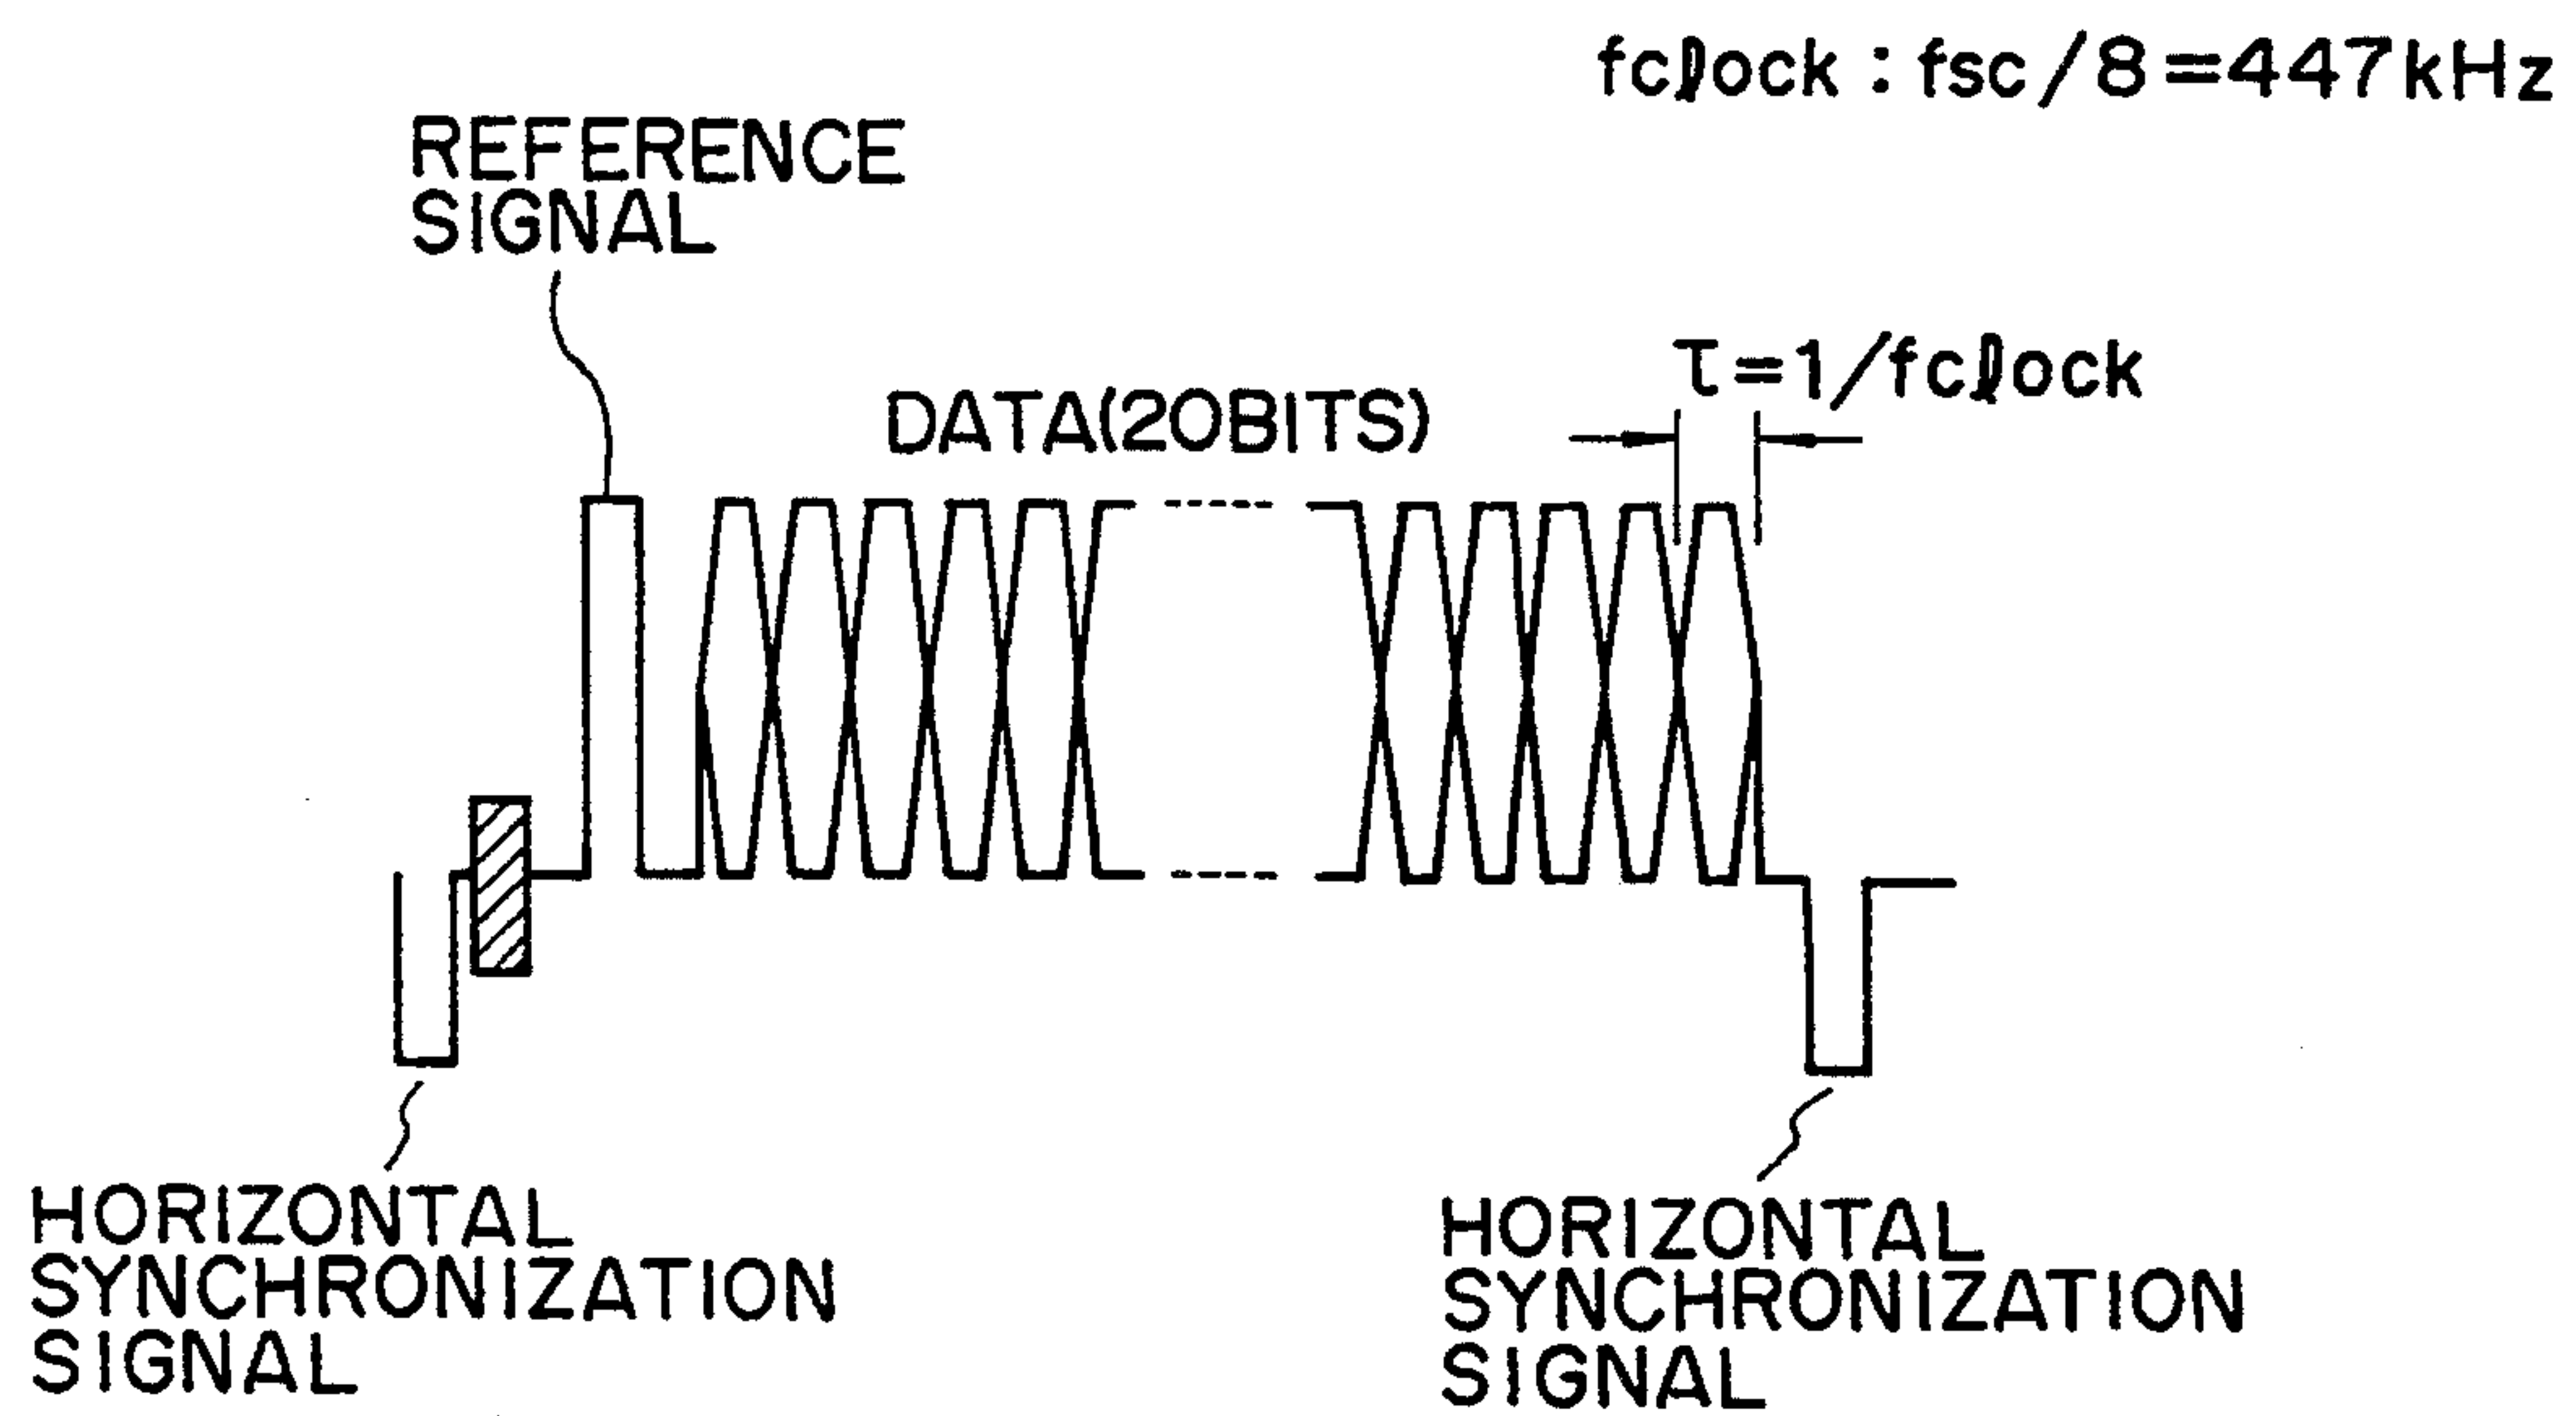 fclock : fsc/8=447kHz
REFERENCE
SIGNAL
τ=1/fclock
DATA(20BITS)
HORIZONTAL
SYNCHRONIZATION
SIGNAL
HORIZONTAL
SYNCHRONIZATION
SIGNAL